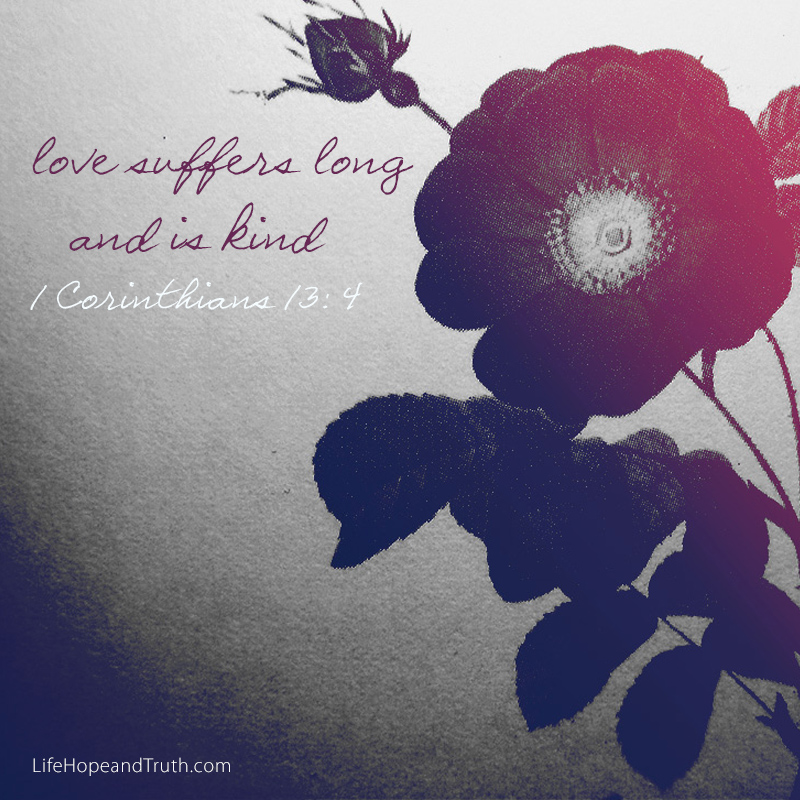 love suffers long
and is kind
1 Corinthians 13:4
LifeHopeandTruth.com